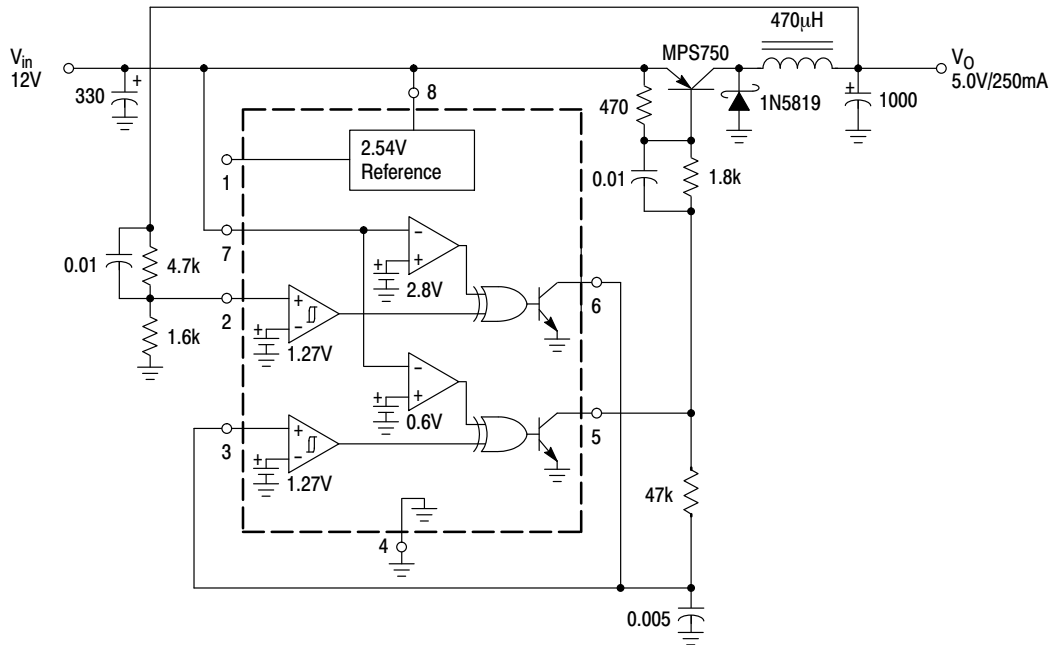 470μH
MPS750
Vin
12V
VO
5.0V/250mA
330
+
8
470
1N5819
+
1000
2.54V
Reference
1
0.01
1.8k
7
−
+
+
2.8V
0.01
4.7k
6
2
+
−
+
1.27V
1.6k
−
+
+
0.6V
5
3
+
−
+
1.27V
47k
4
0.005